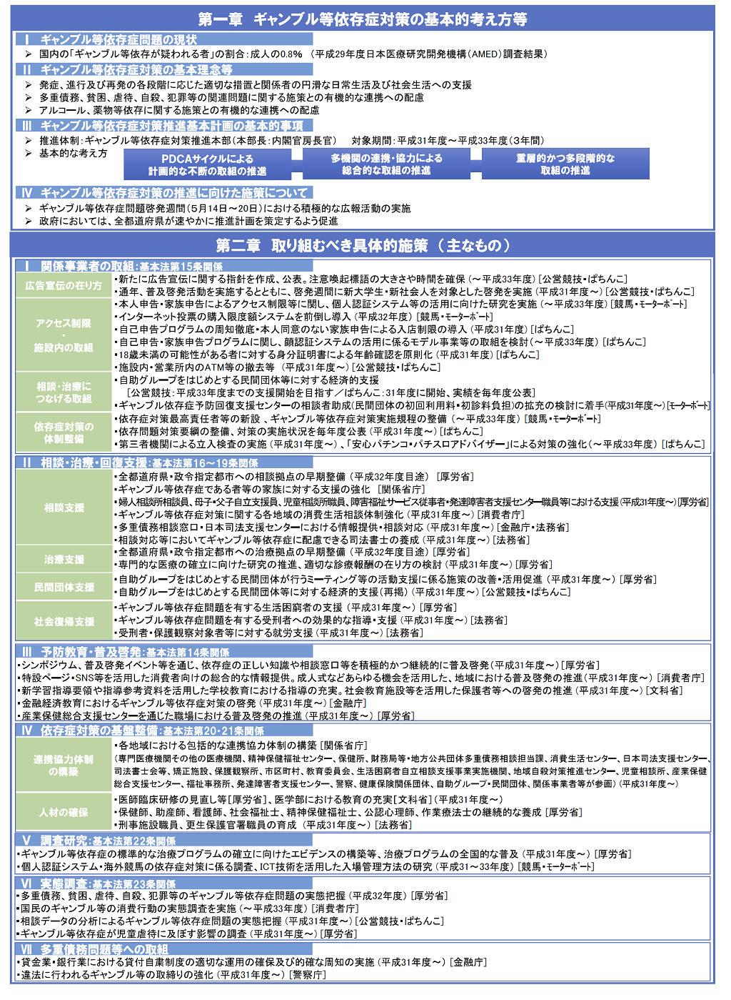 第一章　ギャンブル等依存症対策の基本的考え方等
Ⅰ　ギャンブル等依存症問題の現状
➢ 国内の「ギャンブル等依存が疑われる者」の割合：成人の0.8％　（平成29年度日本医療研究開発機構（AMED）調査結果）
Ⅱ　ギャンブル等依存症対策の基本理念等
➢ 発症、進行及び再発の各段階に応じた適切な措置と関係者の円滑な日常生活及び社会生活への支援
➢ 多重債務、貧困、虐待、自殺、犯罪等の関連問題に関する施策との有機的な連携への配慮
➢ アルコール、薬物等依存に関する施策との有機的な連携への配慮
Ⅲ　ギャンブル等依存症対策推進基本計画の基本的事項
➢ 推進体制：ギャンブル等依存症対策推進本部（本部長：内閣官房長官）　対象期間：平成31年度～平成33年度（３年間）
➢ 基本的な考え方
PDCAサイクルによる
計画的な不断の取組の推進
多機関の連携・協力による
総合的な取組の推進
重層的かつ多段階的な
取組の推進
Ⅳ　ギャンブル等依存症対策の推進に向けた施策について
➢ ギャンブル等依存症問題啓発週間（５月14日～20日）における積極的な広報活動の実施
➢ 政府においては、全都道府県が速やかに推進計画を策定するよう促進
第二章　取り組むべき具体的施策　（主なもの）
Ⅰ　関係事業者の取組：基本法第15条関係
広告宣伝の在り方
・新たに広告宣伝に関する指針を作成、公表。注意喚起標語の大きさや時間を確保（～平成33年度）［公営競技・ぱちんこ］
・通年、普及啓発活動を実施するとともに、啓発週間に新大学生・新社会人を対象とした啓発を実施（平成31年度～）［公営競技・ぱちんこ］
アクセス制限
・
施設内の取組
・本人申告・家族申告によるアクセス制限等に関し、個人認証システム等の活用に向けた研究を実施（～平成33年度）［競馬・モーターボート］
・インターネット投票の購入限度額システムを前倒し導入（平成32年度）［競馬・モーターボート］
・自己申告プログラムの周知徹底・本人同意のない家族申告による入店制限の導入（平成31年度）［ぱちんこ］
・自己申告・家族申告プログラムに関し、顔認証システムの活用に係るモデル事業等の取組を検討（～平成33年度）［ぱちんこ］
・18歳未満の可能性がある者に対する身分証明書による年齢確認を原則化（平成31年度）［ぱちんこ］
・施設内・営業所内のATM等の撤去等　（平成31年度～）［公営競技・ぱちんこ］
相談・治療に
つなげる取組
・自助グループをはじめとする民間団体等に対する経済的支援
［公営競技：平成33年度までの支援開始を目指す／ぱちんこ：31年度に開始、実績を毎年度公表］
・ギャンブル依存症予防回復支援センターの相談者助成(民間団体の初回利用料・初診料負担)の拡充の検討に着手(平成31年度～)［モーターボート］
依存症対策の
体制整備
・依存症対策最高責任者等の新設 、ギャンブル等依存症対策実施規程の整備　（～平成33年度）［競馬・モーターボート］
・依存問題対策要綱の整備、対策の実施状況を毎年度公表（平成31年度～）［ぱちんこ］
・第三者機関による立入検査の実施（平成31年度～）、「安心パチンコ・パチスロアドバイザー」による対策の強化（～平成33年度）［ぱちんこ］
Ⅱ　相談・治療・回復支援：基本法第16～19条関係
相談支援
・全都道府県・政令指定都市への相談拠点の早期整備（平成32年度目途）　［厚労省］
・ギャンブル等依存症である者等の家族に対する支援の強化　［関係省庁］
・婦人相談所相談員、母子・父子自立支援員、児童相談所職員、障害福祉サービス従事者・発達障害者支援センター職員等における支援（平成31年度～）［厚労省］
・ギャンブル等依存症対策に関する各地域の消費生活相談体制強化（平成31年度～）［消費者庁］
・多重債務相談窓口・日本司法支援センターにおける情報提供・相談対応（平成31年度～）［金融庁・法務省］
・相談対応等においてギャンブル等依存症に配慮できる司法書士の養成（平成31年度～）［法務省］
治療支援
・全都道府県・政令指定都市への治療拠点の早期整備（平成32年度目途）［厚労省］
・専門的な医療の確立に向けた研究の推進、適切な診療報酬の在り方の検討（平成31年度～）［厚労省］
民間団体支援
・自助グループをはじめとする民間団体が行うミーティング等の活動支援に係る施策の改善・活用促進（平成31年度～）［厚労省］
・自助グループをはじめとする民間団体等に対する経済的支援（再掲）（平成31年度～）［公営競技・ぱちんこ］
社会復帰支援
・ギャンブル等依存症問題を有する生活困窮者の支援（平成31年度～）［厚労省］
・ギャンブル等依存症問題を有する受刑者への効果的な指導・支援（平成31年度～）［法務省］
・受刑者・保護観察対象者等に対する就労支援（平成31年度～）［法務省］
Ⅲ　予防教育・普及啓発：基本法第14条関係
・シンポジウム、普及啓発イベント等を通じ、依存症の正しい知識や相談窓口等を積極的かつ継続的に普及啓発（平成31年度～）［厚労省］
・特設ページ・SNS等を活用した消費者向けの総合的な情報提供。成人式などあらゆる機会を活用した、地域における普及啓発の推進（平成31年度～）［消費者庁］
・新学習指導要領や指導参考資料を活用した学校教育における指導の充実。社会教育施設等を活用した保護者等への啓発の推進（平成31年度～）［文科省］
・金融経済教育におけるギャンブル等依存症対策の啓発（平成31年度～）［金融庁］
・産業保健総合支援センターを通じた職場における普及啓発の推進（平成31年度～）［厚労省］
Ⅳ　依存症対策の基盤整備：基本法第20・21条関係
連携協力体制
の構築
・各地域における包括的な連携協力体制の構築［関係省庁］
（専門医療機関その他の医療機関、精神保健福祉センター、保健所、財務局等・地方公共団体多重債務相談担当課、消費生活センター、日本司法支援センター、
司法書士会等、矯正施設、保護観察所、市区町村、教育委員会、生活困窮者自立相談支援事業実施機関、地域自殺対策推進センター、児童相談所、産業保健
総合支援センター、福祉事務所、発達障害者支援センター、警察、健康保険関係団体、自助グループ・民間団体、関係事業者等が参画）（平成31年度～）
人材の確保
・医師臨床研修の見直し等［厚労省］、医学部における教育の充実［文科省］（平成31年度～）
・保健師、助産師、看護師、社会福祉士、精神保健福祉士、公認心理師、作業療法士の継続的な養成［厚労省］
・刑事施設職員、更生保護官署職員の育成　（平成31年度～）［法務省］
Ⅴ　調査研究：基本法第22条関係
・ギャンブル等依存症の標準的な治療プログラムの確立に向けたエビデンスの構築等、治療プログラムの全国的な普及（平成31年度～）［厚労省］
・個人認証システム・海外競馬の依存症対策に係る調査、ICT技術を活用した入場管理方法の研究（平成31～33年度）［競馬・モーターボート］
Ⅵ　実態調査：基本法第23条関係
・多重債務、貧困、虐待、自殺、犯罪等のギャンブル等依存症問題の実態把握（平成32年度）［厚労省］
・国民のギャンブル等の消費行動の実態調査を実施（～平成33年度）［消費者庁］
・相談データの分析によるギャンブル等依存症問題の実態把握（平成31年度～）［公営競技・ぱちんこ］
・ギャンブル等依存症が児童虐待に及ぼす影響の調査（平成31年度～）［厚労省］
Ⅶ　多重債務問題等への取組
・貸金業・銀行業における貸付自粛制度の適切な運用の確保及び的確な周知の実施（平成31年度～）［金融庁］
・違法に行われるギャンブル等の取締りの強化（平成31年度～）［警察庁］